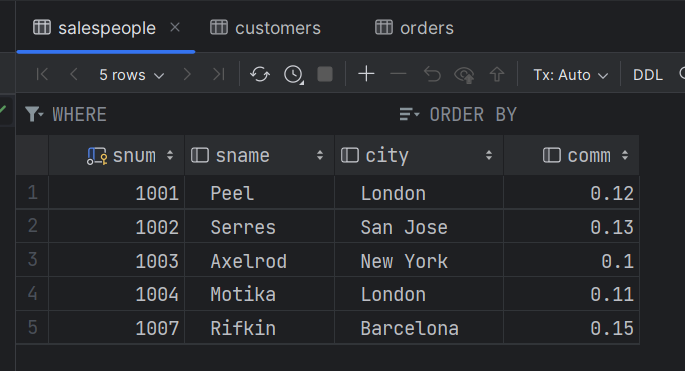 salespeople customers orders
5 rows Tx: Auto DDL
WHERE ORDER BY
snum sname city comm
1 1001 Peel London 0.12
2 1002 Serres San Jose 0.13
3 1003 Axelrod New York 0.1
4 1004 Motika London 0.11
5 1007 Rifkin Barcelona 0.15